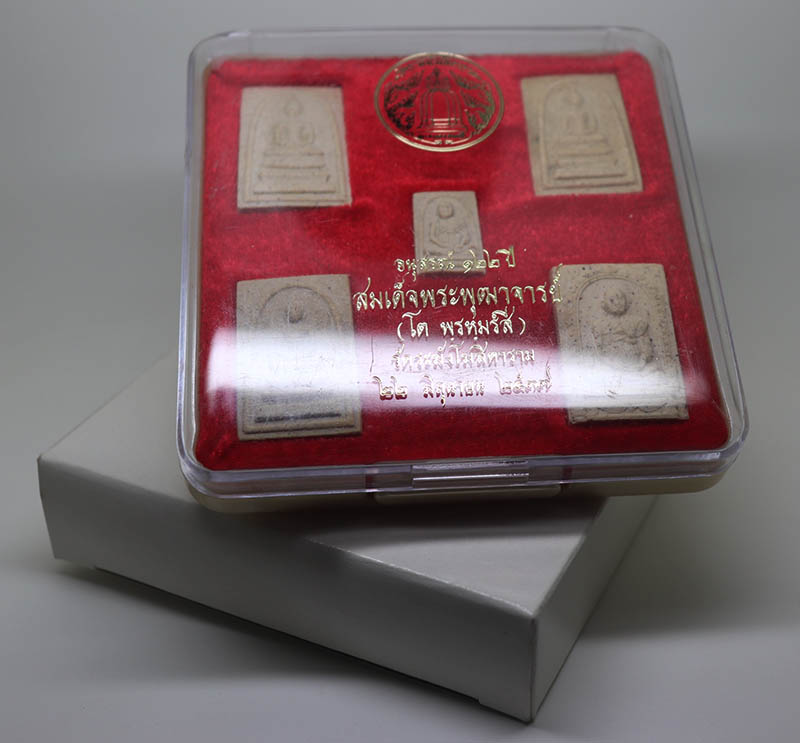 อนุสรณ์ ๑๒๒ ปี
สมเด็จพระพุฒาจารย์
(โต พฺรหฺมรํสี)
วัดระฆังโฆสิตาราม
๒๒ มิถุนายน ๒๕๓๗